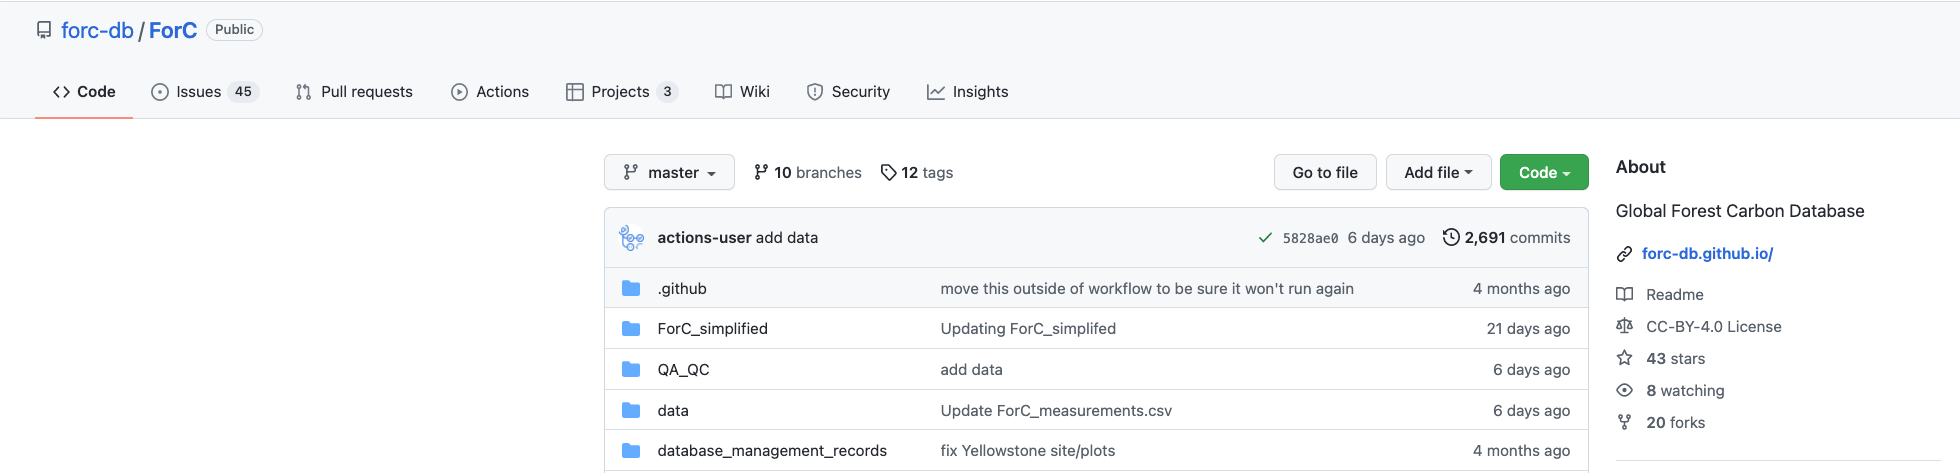 forc-db / ForC Public
Code Issues 45 Pull requests Actions Projects 3 Wiki Security Insights
master 10 branches 12 tags Go to file Add file Code
actions-user add data 5828ae0 6 days ago 2,691 commits
.github move this outside of workflow to be sure it won't run again 4 months ago
ForC_simplified Updating ForC_simplifed 21 days ago
QA_QC add data 6 days ago
data Update ForC_measurements.csv 6 days ago
database_management_records fix Yellowstone site/plots 4 months ago
About
Global Forest Carbon Database
forc-db.github.io/
Readme
CC-BY-4.0 License
43 stars
8 watching
20 forks